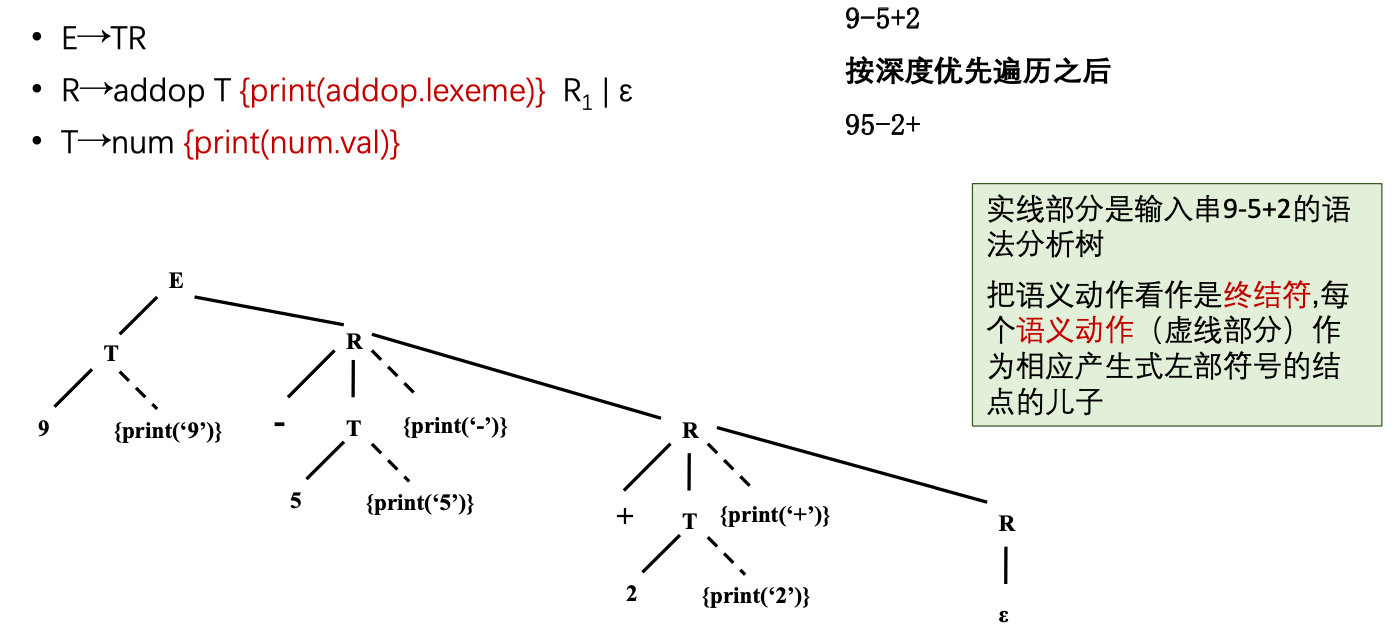 • E→TR
• R→addop T {print(addop.lexeme)} R₁ | ε
• T→num {print(num.val)}
9-5+2
按深度优先遍历之后
95-2+
实线部分是输入串9-5+2的语
法分析树
把语义动作看作是终结符,每
个语义动作（虚线部分）作
为相应产生式左部符号的结
点的儿子
E
T
R
9
{print(‘9’)}
-
T
{print(‘-’)}
R
5
{print(‘5’)}
+
T
{print(‘+’)}
R
2
{print(‘2’)}
ε